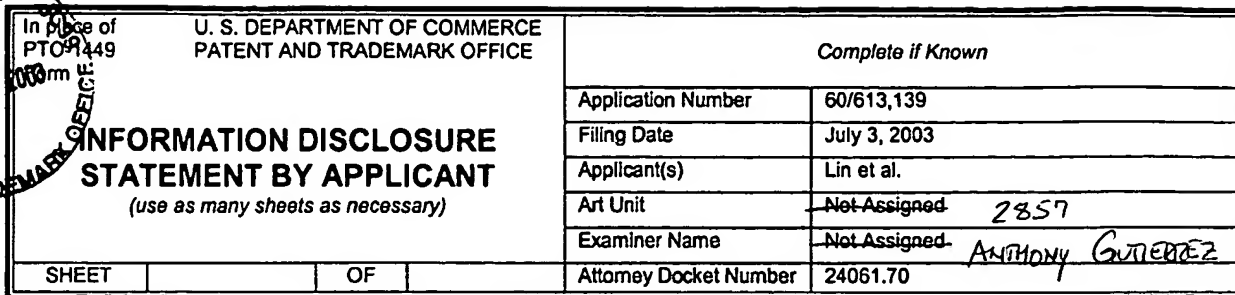 In place of U. S. DEPARTMENT OF COMMERCE
PTO 1449 PATENT AND TRADEMARK OFFICE
Form
INFORMATION DISCLOSURE
STATEMENT BY APPLICANT
(use as many sheets as necessary)
SHEET OF
Complete if Known
Application Number 60/613,139
Filing Date July 3, 2003
Applicant(s) Lin et al.
Art Unit Not Assigned 2857
Examiner Name Not Assigned ANTHONY GUTIERREZ
Attorney Docket Number 24061.70